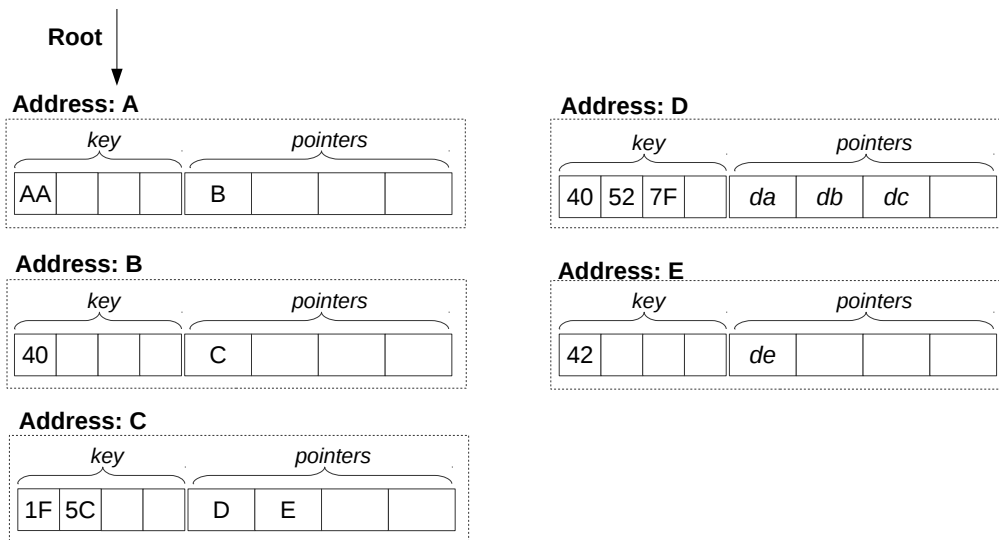 Root
Address: A
key pointers
AA B
Address: B
key pointers
40 C
Address: C
key pointers
1F 5C D E
Address: D
key pointers
40 52 7F da db dc
Address: E
key pointers
42 de